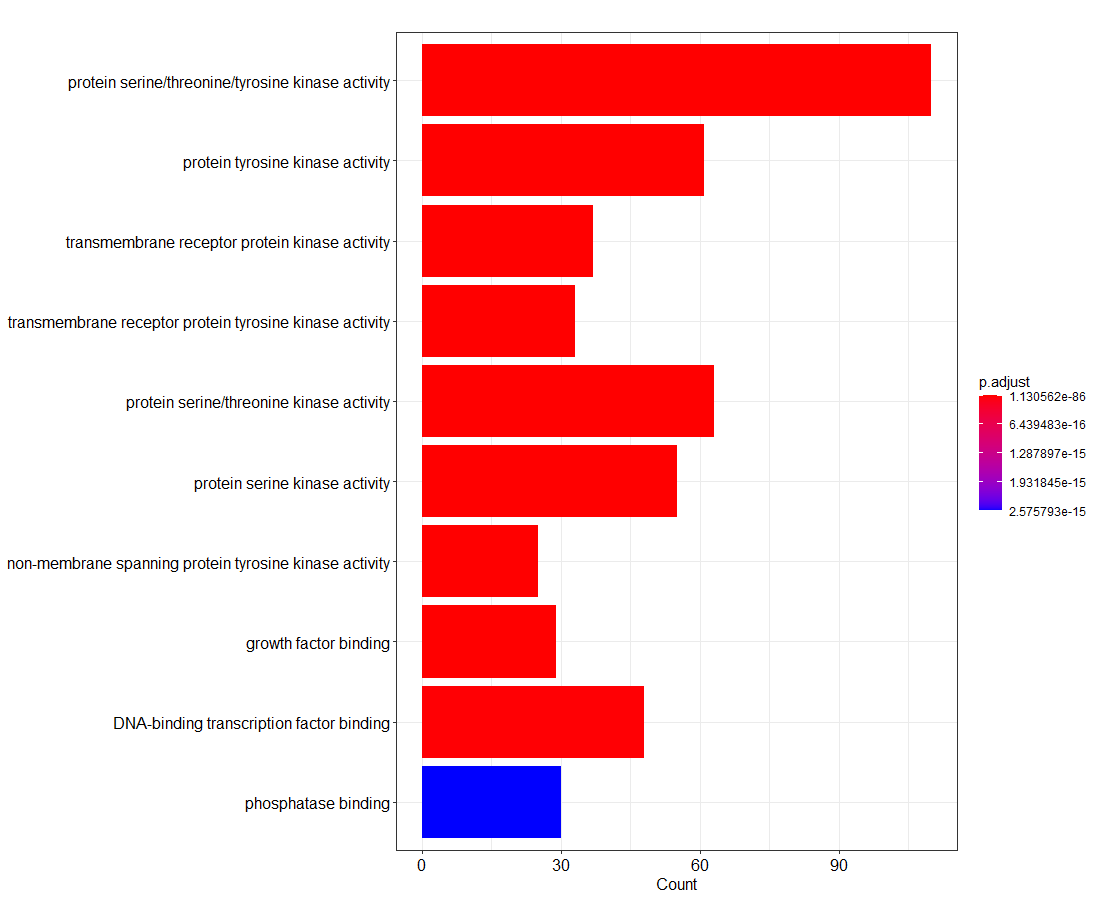 protein serine/threonine/tyrosine kinase activity
protein tyrosine kinase activity
transmembrane receptor protein kinase activity
transmembrane receptor protein tyrosine kinase activity
protein serine/threonine kinase activity
protein serine kinase activity
non-membrane spanning protein tyrosine kinase activity
growth factor binding
DNA-binding transcription factor binding
phosphatase binding
0 30 60 90
Count
p.adjust
1.130562e-86
6.439483e-16
1.287897e-15
1.931845e-15
2.575793e-15